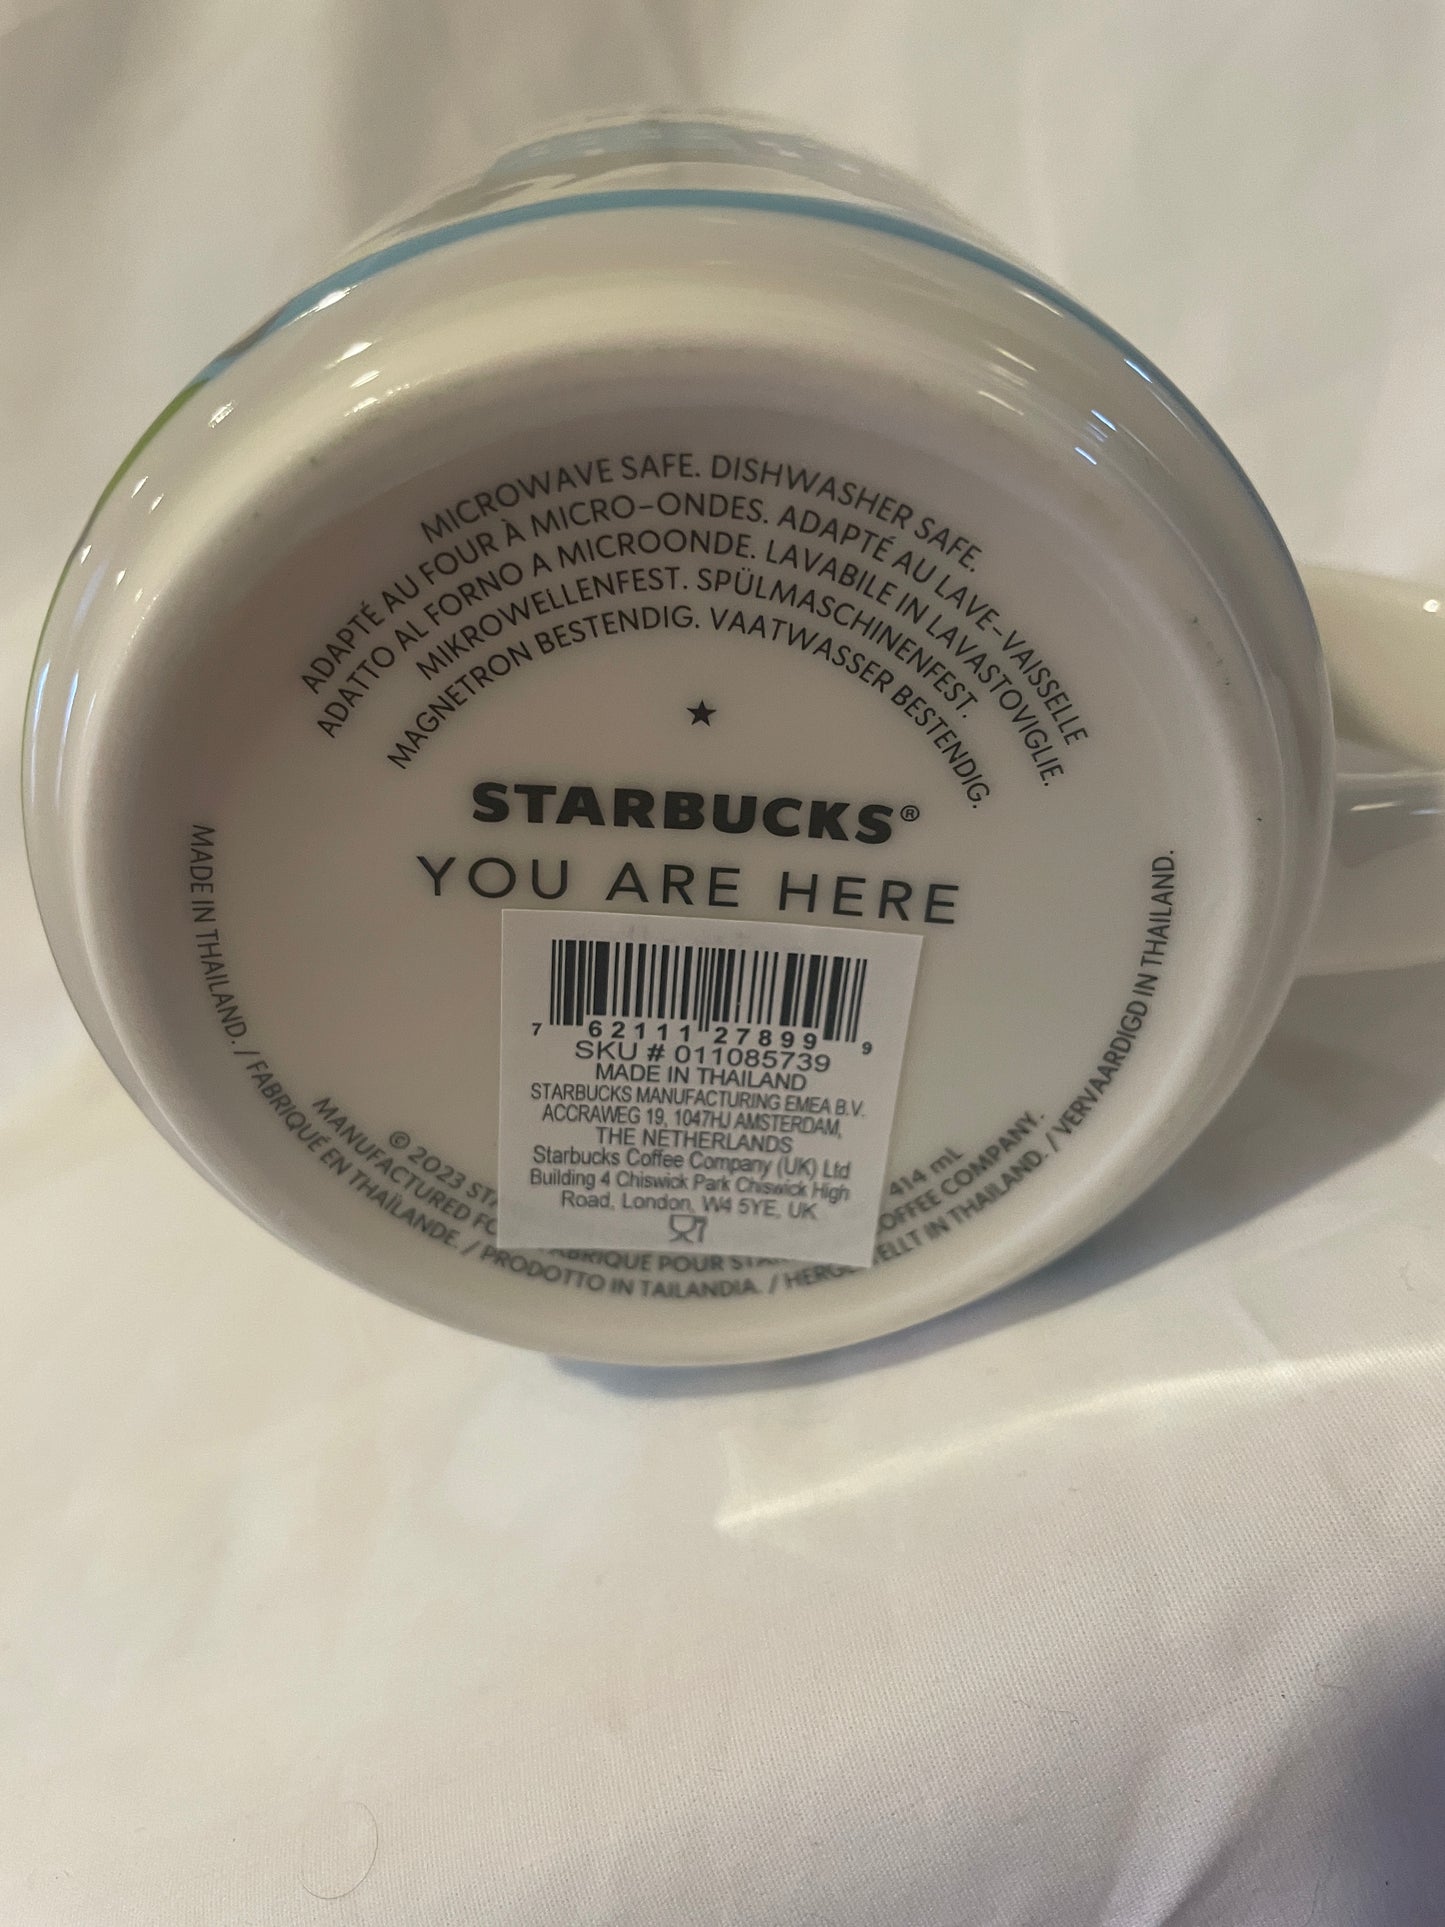 MICROWAVE SAFE. DISHWASHER SAFE.
ADAPTÉ AU FOUR À MICRO-ONDES. ADAPTÉ AU LAVE-VAISSELLE
ADATTO AL FORNO A MICROONDE. LAVABILE IN LAVASTOVIGLIE.
MIKROWELLENFEST. SPÜLMASCHINENFEST.
MAGNETRON BESTENDIG. VAATWASSER BESTENDIG.
STARBUCKS®
YOU ARE HERE
7 62111 27899 9
SKU # 011085739
MADE IN THAILAND
STARBUCKS MANUFACTURING EMEA B.V.
ACCRAWEG 19, 1047HJ AMSTERDAM,
THE NETHERLANDS
Starbucks Coffee Company (UK) Ltd
Building 4 Chiswick Park Chiswick High
Road, London, W4 5YE, UK
© 2023 414 mL
MANUFACTURED POUR COFFEE COMPANY.
MADE IN THAILAND. / FABRIQUÉ EN THAÏLANDE. / PRODOTTO IN TAILANDIA. / HERGESTELLT IN THAILAND. / VERVAARDIGD IN THAILAND.